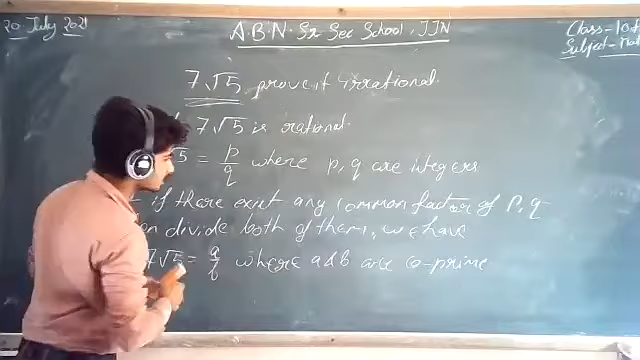 20 July 2021
A.B.N. Sr Sec School, JJN
Class-10th
Subject-Mat
7√5 prove it irrational.
7√5 is rational.
√5 = p/q where p, q are integers
if there exist any common factor of P, q
divide both of them, we have
7√5 = a/b where a & b are co-prime